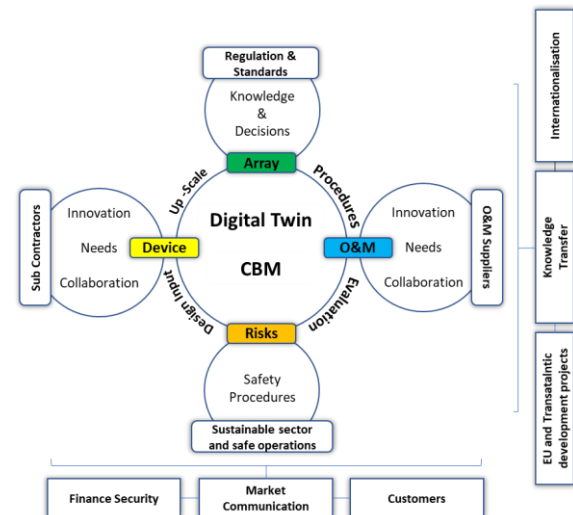 Regulation &
Standards
Knowledge
&
Decisions
Array
Up -Scale
Procedures
Digital Twin
CBM
Sub Contractors
Innovation
Needs
Collaboration
Device
O&M
Innovation
Needs
Collaboration
O&M Suppliers
Design Input
Evaluation
Risks
Safety
Procedures
Sustainable sector
and safe operations
Internationalisation
Knowledge
Transfer
EU and Transatalntic
development projects
Finance Security
Market
Communication
Customers